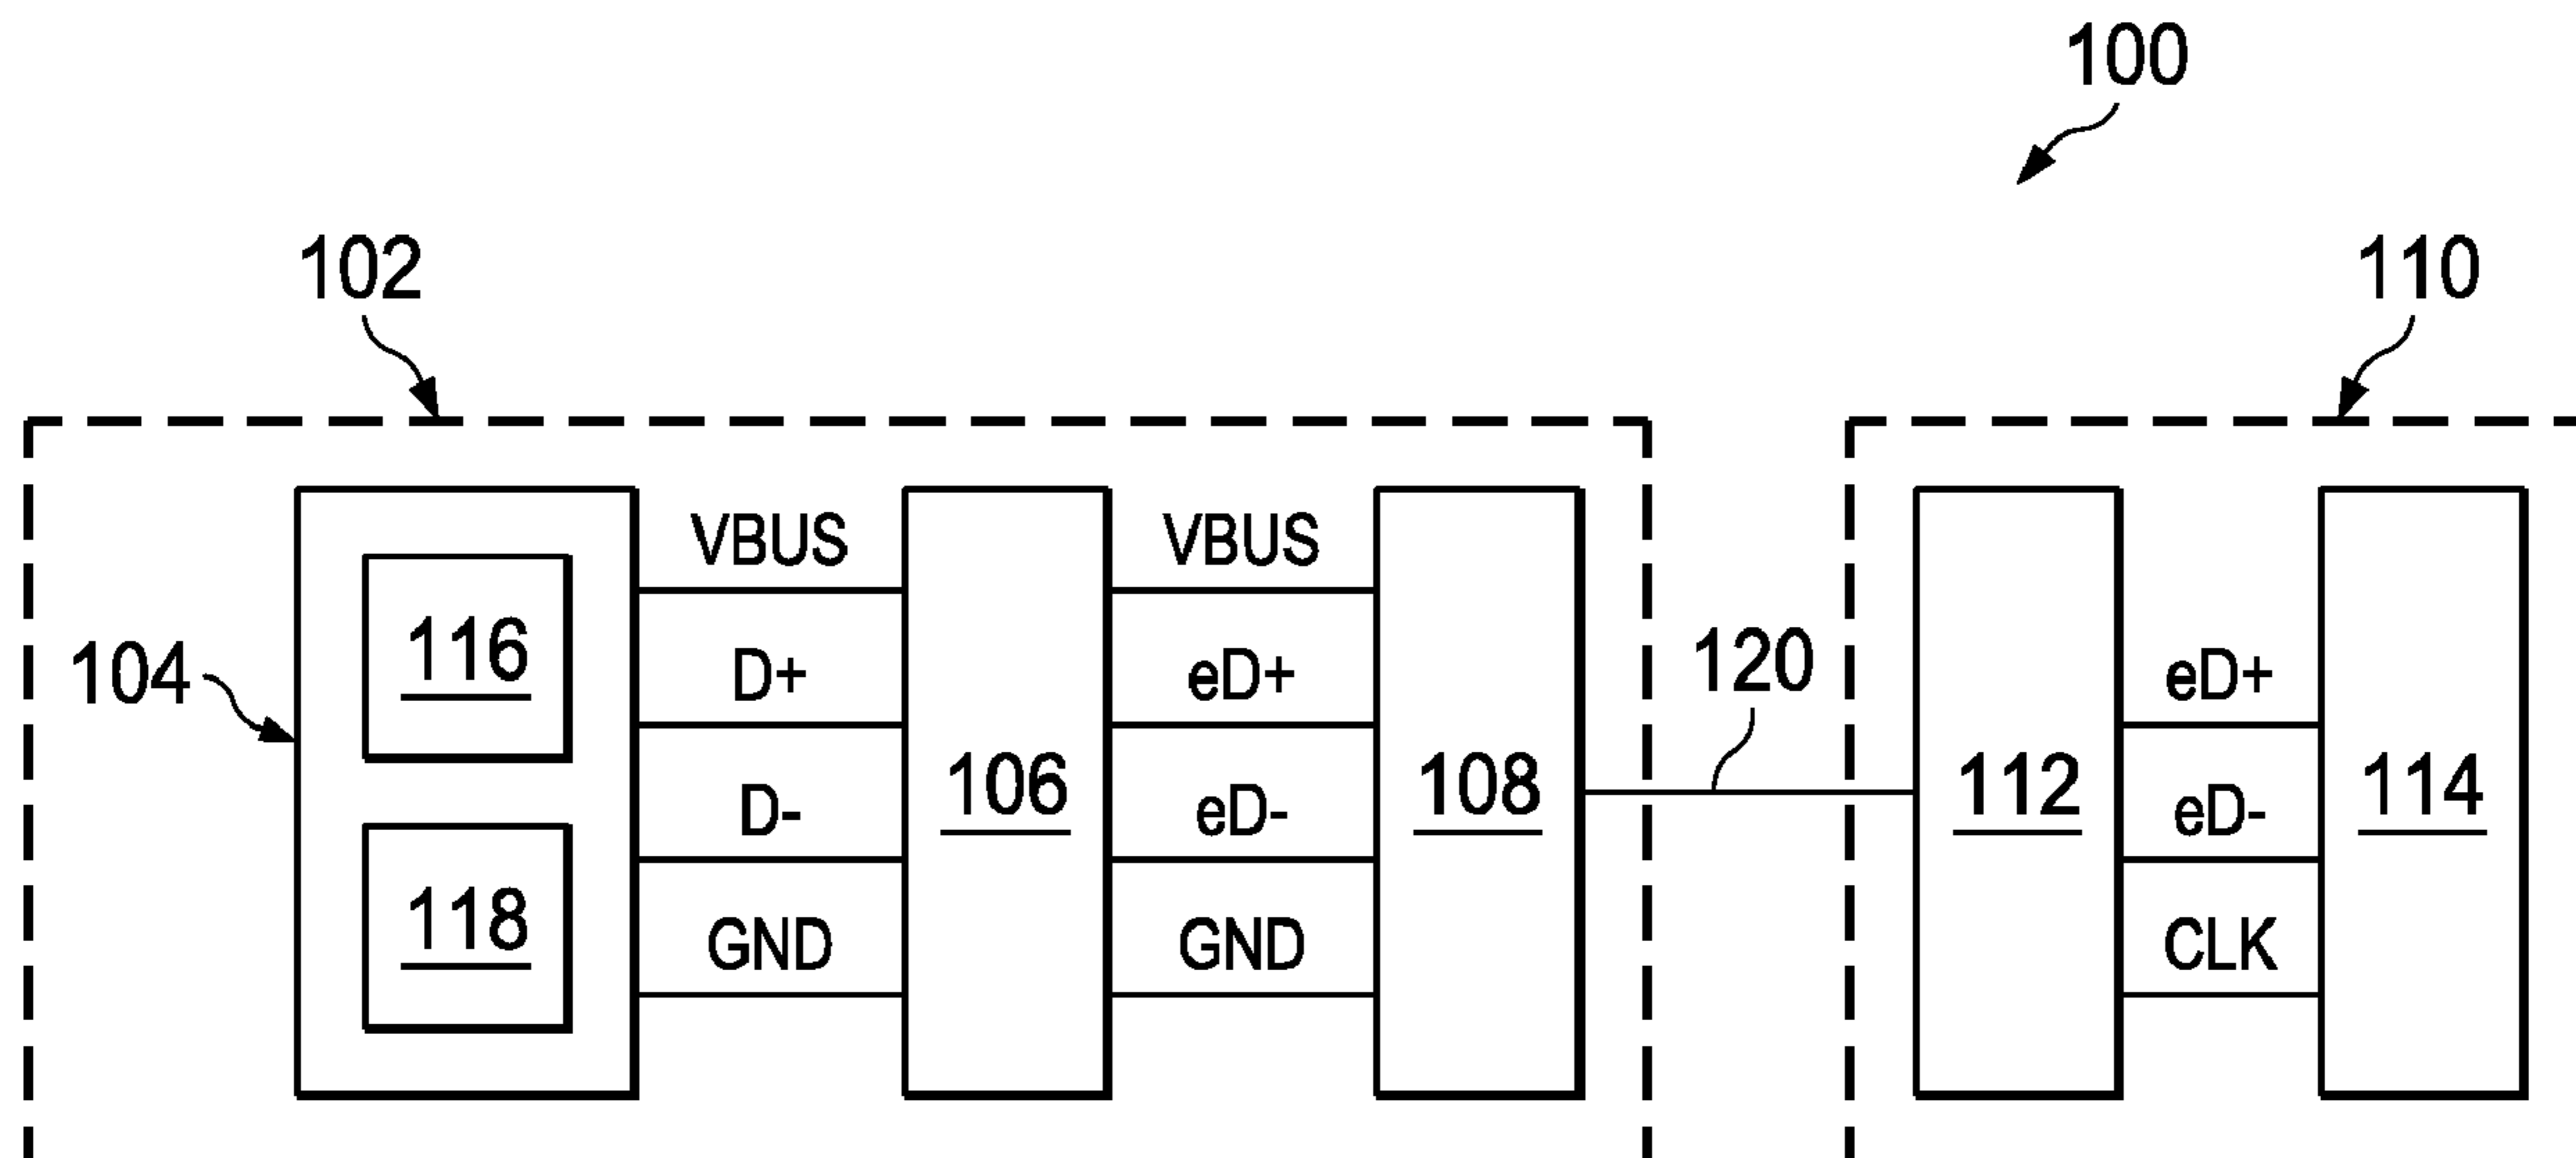 100
102
110
VBUS
VBUS
116
104
D+
eD+
120
eD+
106
108
112
114
D-
eD-
eD-
118
GND
GND
CLK